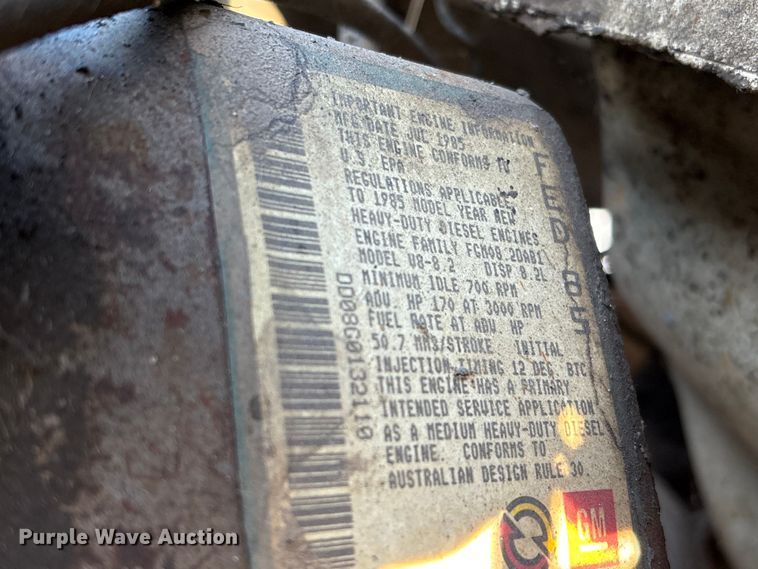 IMPORTANT ENGINE INFORMATION
MFG DATE JUL 1985
THIS ENGINE CONFORMS TO
U.S. EPA
REGULATIONS APPLICABLE
TO 1985 MODEL YEAR NEW
HEAVY-DUTY DIESEL ENGINES
ENGINE FAMILY FGM08.2DAB1
MODEL V8-8.2 DISP 8.2L
MINIMUM IDLE 700 RPM
ADV HP 170 AT 3000 RPM
FUEL RATE AT ADV HP
50.7 MM3/STROKE INITIAL
INJECTION TIMING 12 DEG BTC
THIS ENGINE HAS A PRIMARY
INTENDED SERVICE APPLICATION
AS A MEDIUM HEAVY-DUTY DIESEL
ENGINE. CONFORMS TO
AUSTRALIAN DESIGN RULE 30
FED/85
DD08G0132110
GM
Purple Wave Auction